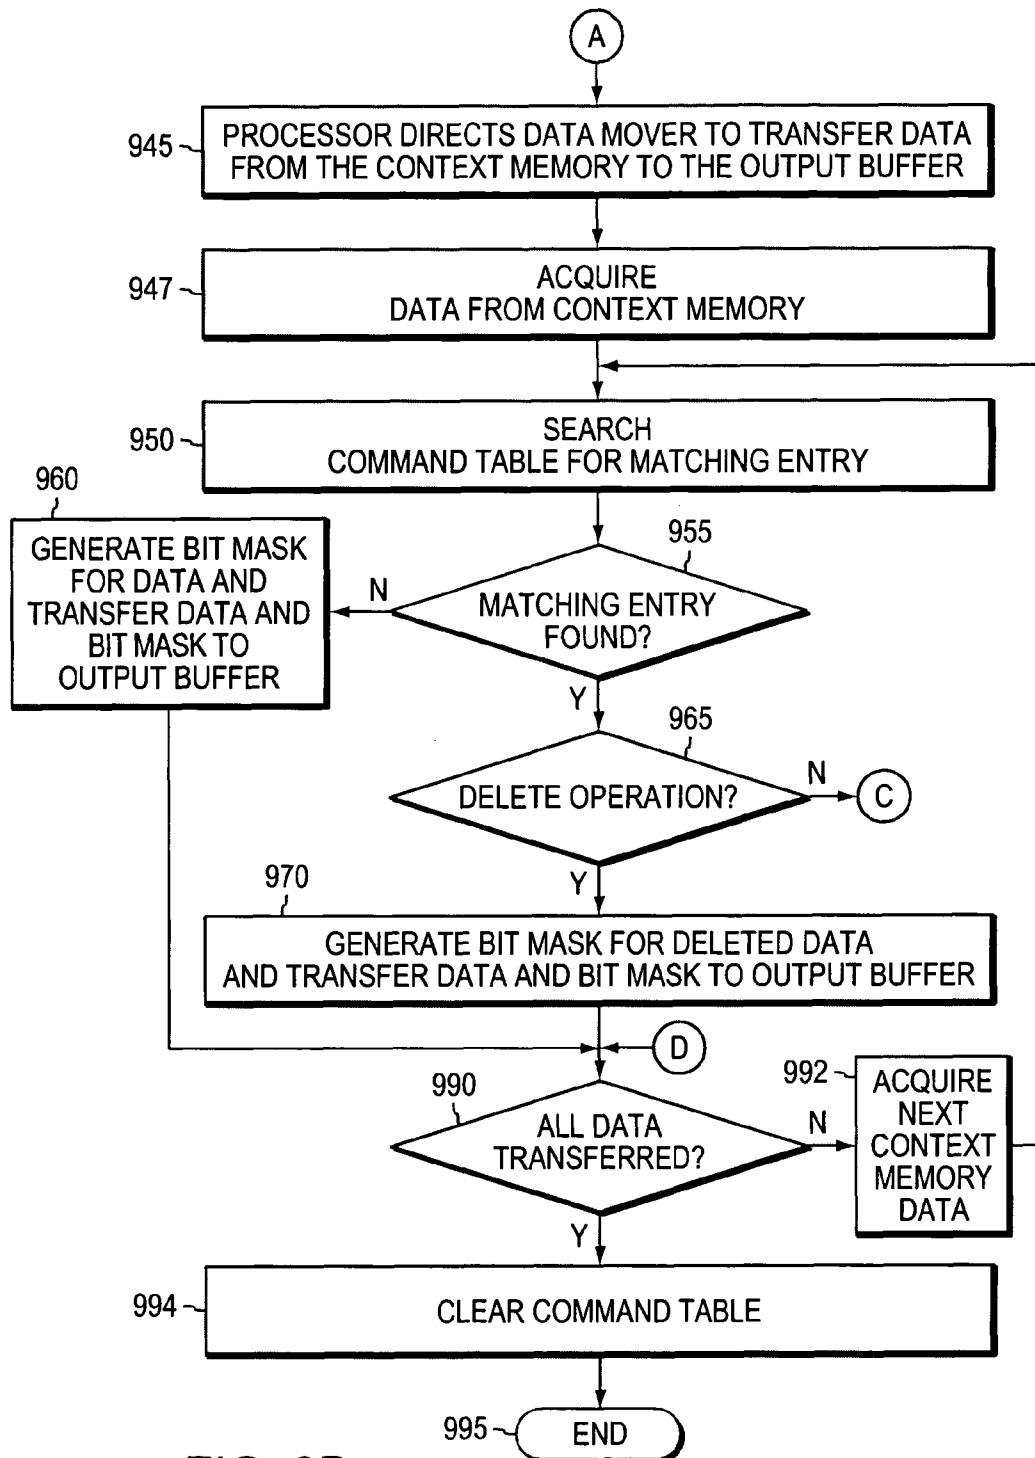 A
945
PROCESSOR DIRECTS DATA MOVER TO TRANSFER DATA
FROM THE CONTEXT MEMORY TO THE OUTPUT BUFFER
947
ACQUIRE
DATA FROM CONTEXT MEMORY
950
SEARCH
COMMAND TABLE FOR MATCHING ENTRY
960
GENERATE BIT MASK
FOR DATA AND
TRANSFER DATA AND
BIT MASK TO
OUTPUT BUFFER
955
N
MATCHING ENTRY
FOUND?
Y
965
DELETE OPERATION?
N
C
Y
970
GENERATE BIT MASK FOR DELETED DATA
AND TRANSFER DATA AND BIT MASK TO OUTPUT BUFFER
D
990
ALL DATA
TRANSFERRED?
N
992
ACQUIRE
NEXT
CONTEXT
MEMORY
DATA
Y
994
CLEAR COMMAND TABLE
995
END